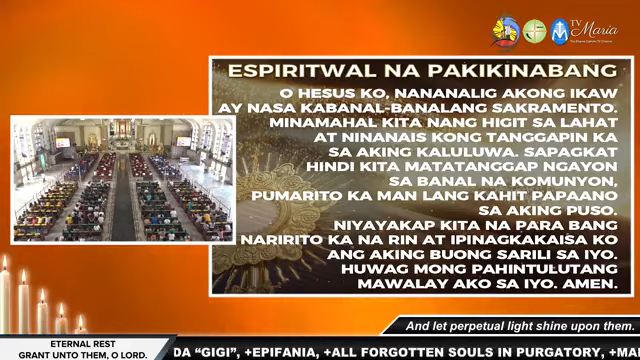 TV
Maria
ESPIRITWAL NA PAKIKINABANG
O HESUS KO, NANANALIG AKONG IKAW
AY NASA KABANAL-BANALANG SAKRAMENTO.
MINAMAHAL KITA NANG HIGIT SA LAHAT
AT NINANAIS KONG TANGGAPIN KA
SA AKING KALULUWA. SAPAGKAT
HINDI KITA MATATANGGAP NGAYON
SA BANAL NA KOMUNYON,
PUMARITO KA MAN LANG KAHIT PAPAANO
SA AKING PUSO.
NIYAYAKAP KITA NA PARA BANG
NARIRITO KA NA RIN AT IPINAGKAKAISA KO
ANG AKING BUONG SARILI SA IYO.
HUWAG MONG PAHINTULUTANG
MAWALAY AKO SA IYO. AMEN.
And let perpetual light shine upon them.
ETERNAL REST
GRANT UNTO THEM, O LORD.
DA “GIGI”, +EPIFANIA, +ALL FORGOTTEN SOULS IN PURGATORY, +MA